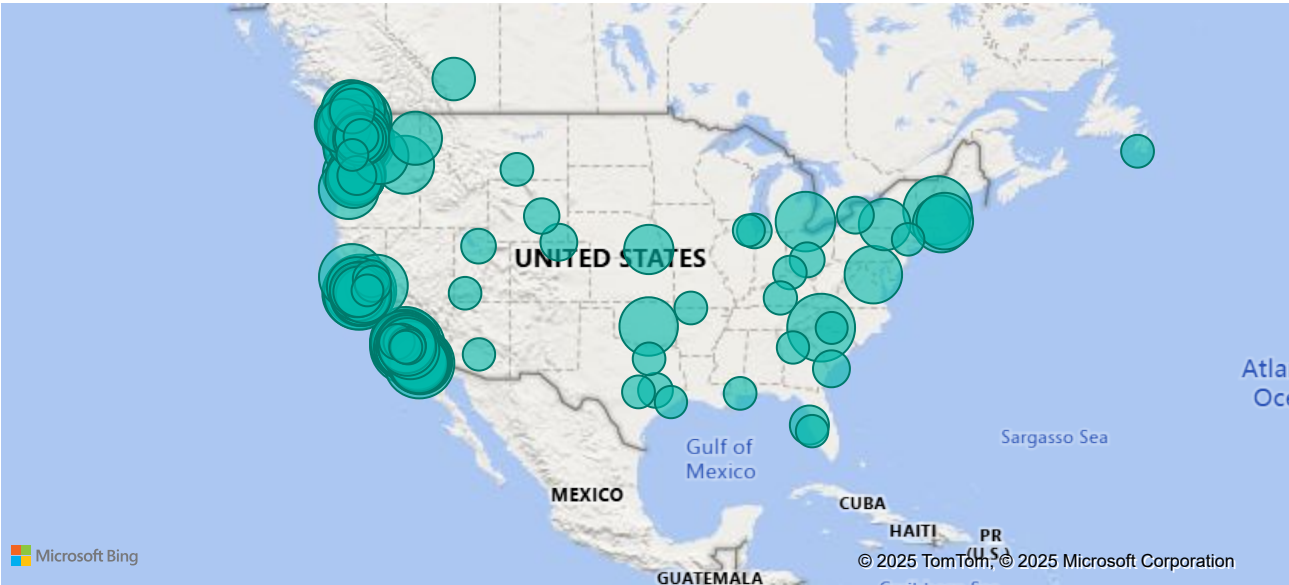 UNITED STATES
Atla
Oce
Sargasso Sea
Gulf of
Mexico
MEXICO
CUBA
HAITI
PR
(U.S.)
Microsoft Bing
© 2025 TomTom, © 2025 Microsoft Corporation
GUATEMALA